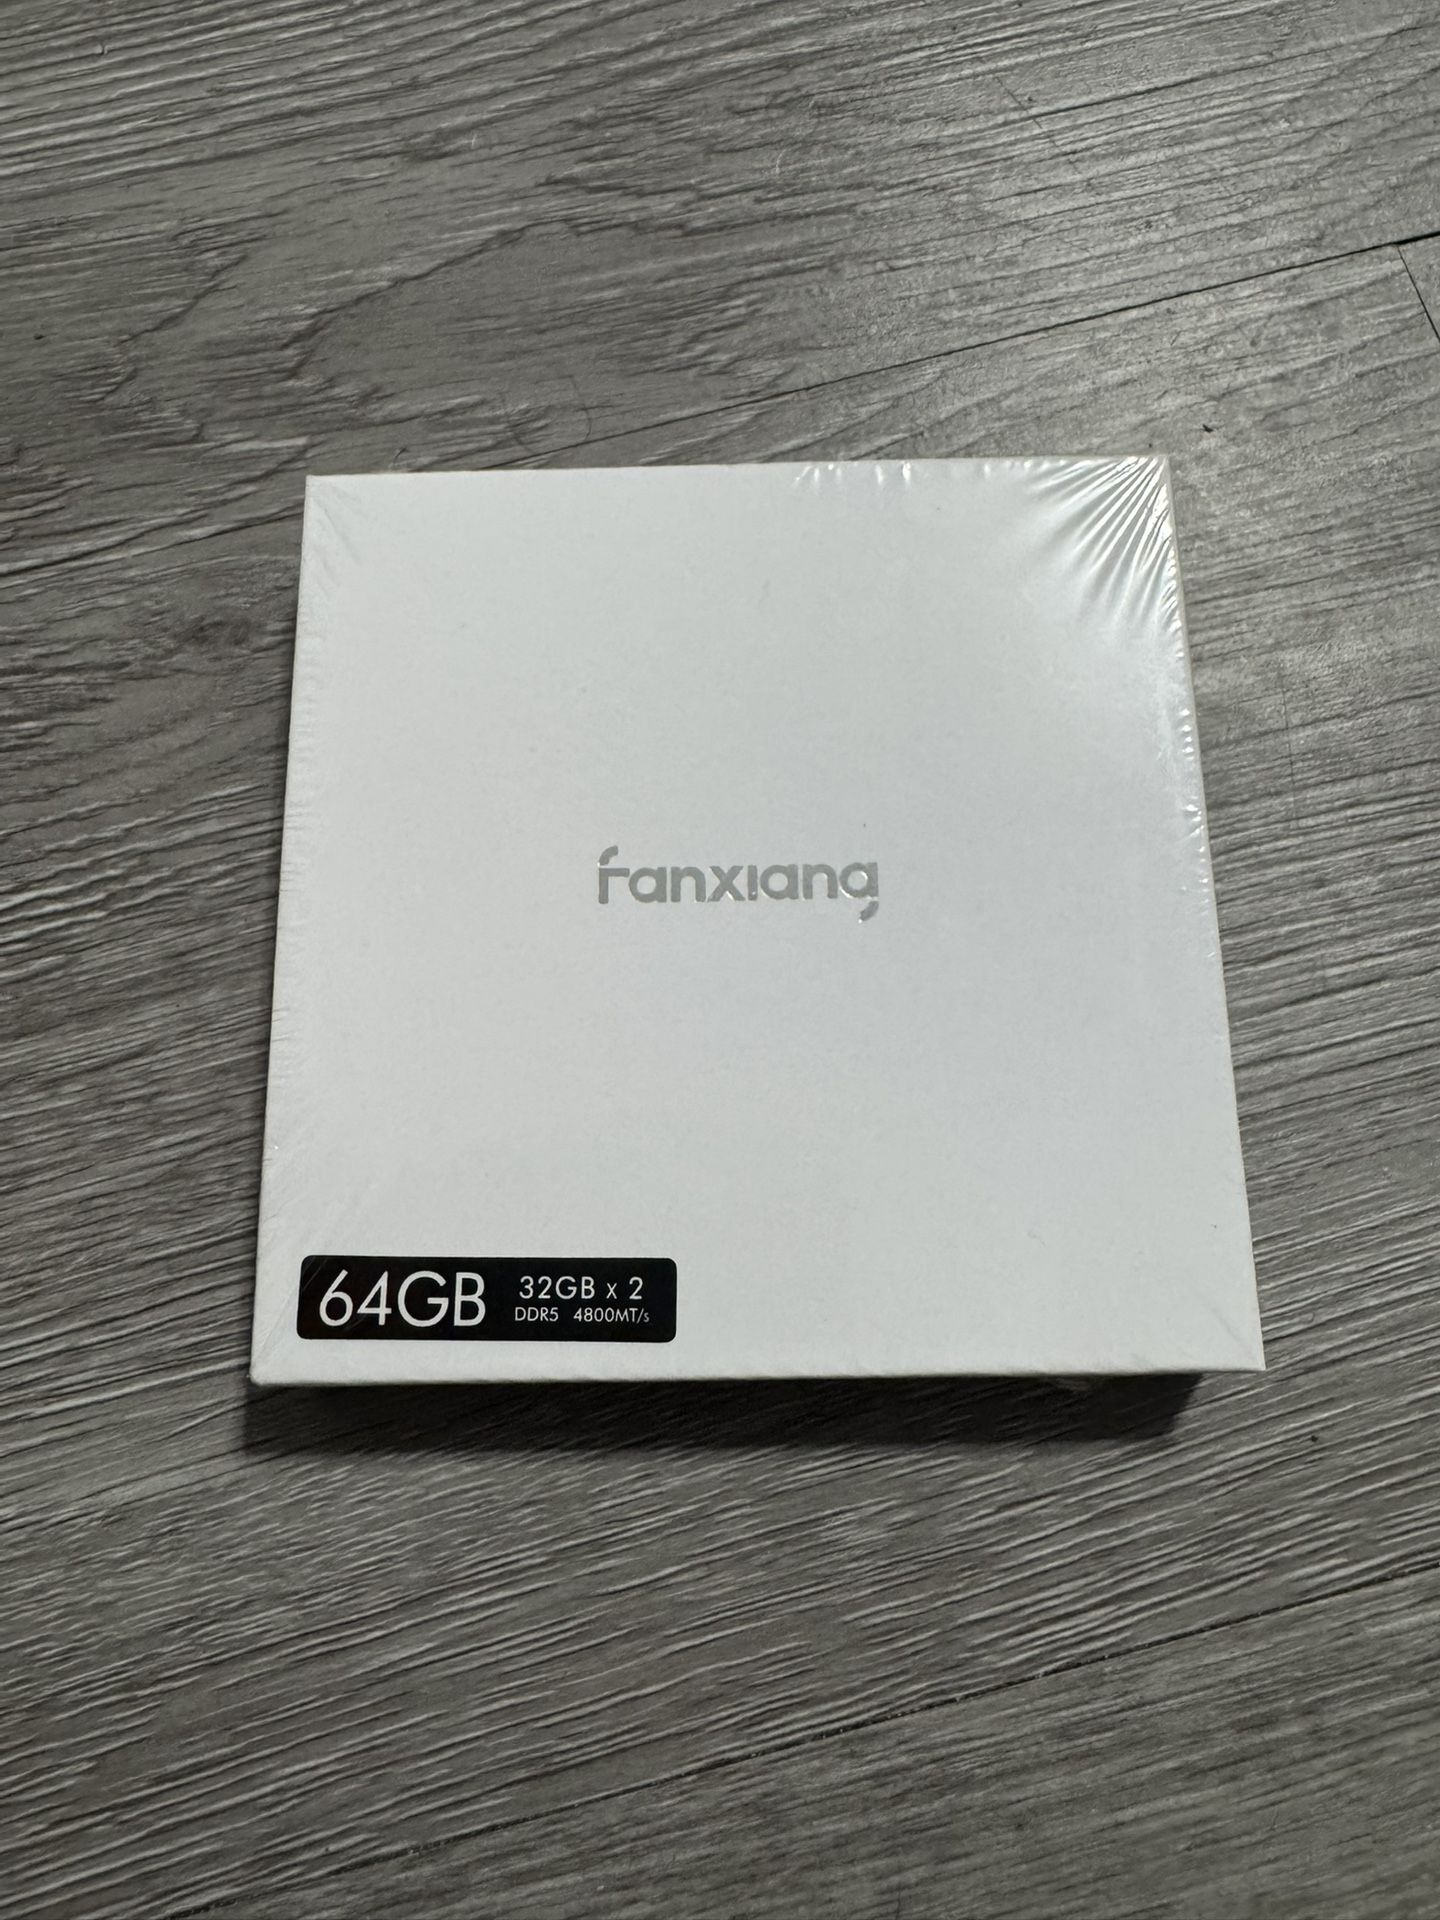 fanxiang
64GB 32GB x 2
DDR5 4800MT/s